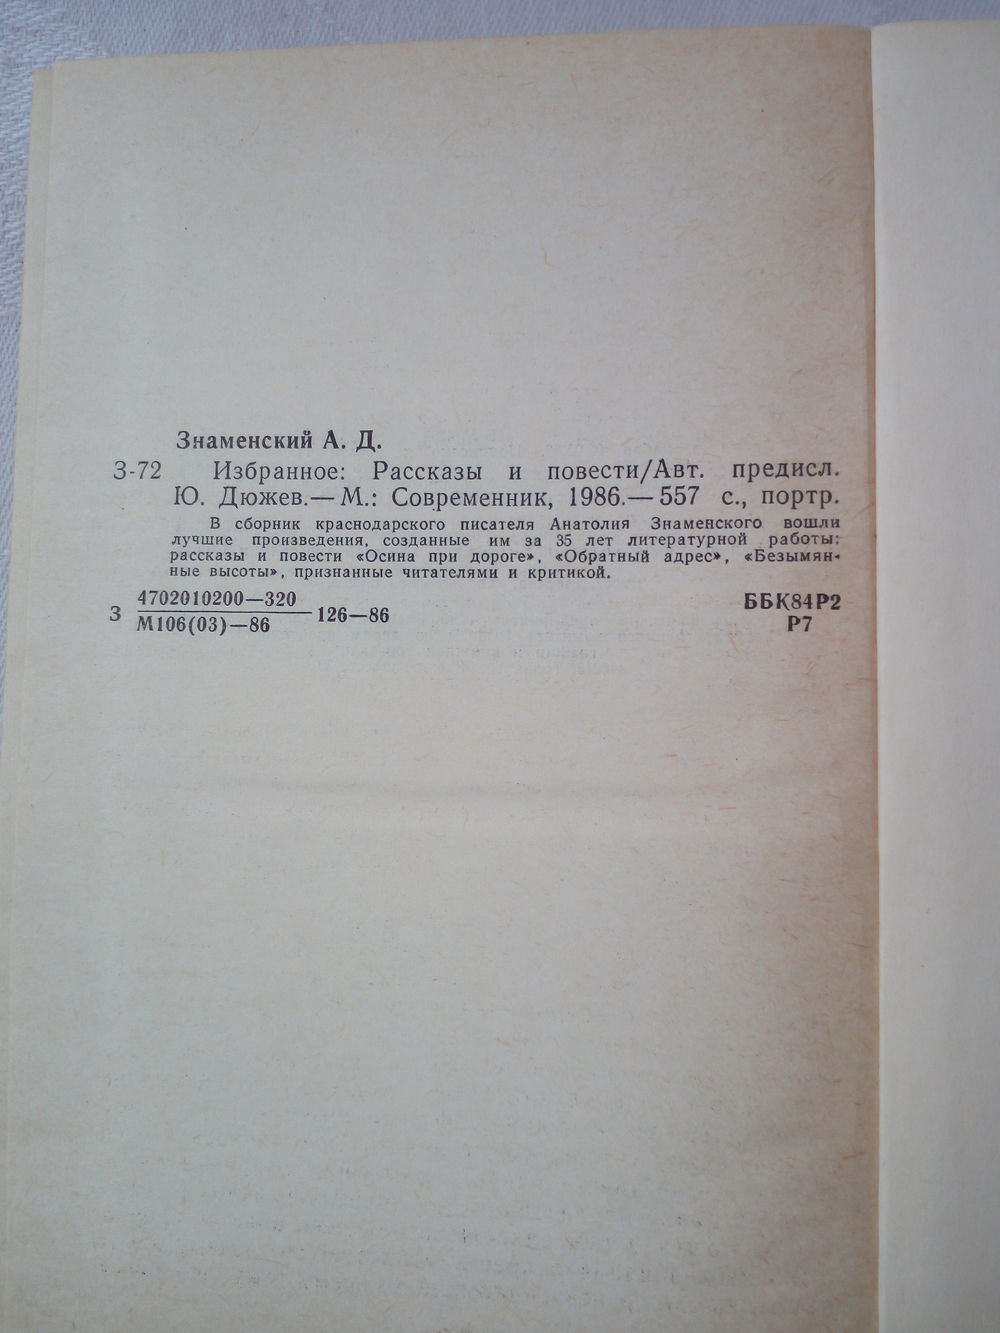 Знаменский А. Д.
З-72 Избранное: Рассказы и повести/Авт. предисл.
Ю. Дюжев.— М.: Современник, 1986.— 557 с., портр.
В сборник краснодарского писателя Анатолия Знаменского вошли
лучшие произведения, созданные им за 35 лет литературной работы:
рассказы и повести «Осина при дороге», «Обратный адрес», «Безымян-
ные высоты», признанные читателями и критикой.
З 4702010200—320 / М106(03)—86 126—86 ББК84Р2
Р7